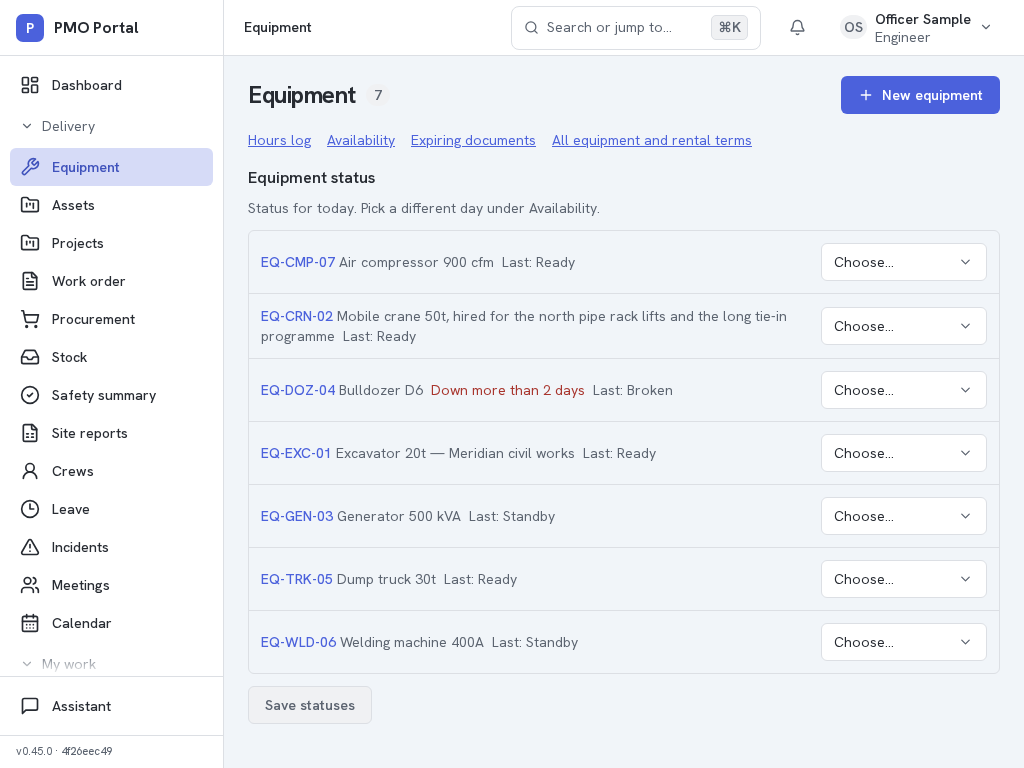 P PMO Portal
Equipment
Search or jump to... ⌘K
OS Officer Sample
Engineer
Dashboard
Delivery
Equipment
Assets
Projects
Work order
Procurement
Stock
Safety summary
Site reports
Crews
Leave
Incidents
Meetings
Calendar
My work
Assistant
v0.45.0 · 4f26eec49
Equipment 7
New equipment
Hours log Availability Expiring documents All equipment and rental terms
Equipment status
Status for today. Pick a different day under Availability.
EQ-CMP-07 Air compressor 900 cfm Last: Ready Choose...
EQ-CRN-02 Mobile crane 50t, hired for the north pipe rack lifts and the long tie-in
programme Last: Ready Choose...
EQ-DOZ-04 Bulldozer D6 Down more than 2 days Last: Broken Choose...
EQ-EXC-01 Excavator 20t — Meridian civil works Last: Ready Choose...
EQ-GEN-03 Generator 500 kVA Last: Standby Choose...
EQ-TRK-05 Dump truck 30t Last: Ready Choose...
EQ-WLD-06 Welding machine 400A Last: Standby Choose...
Save statuses